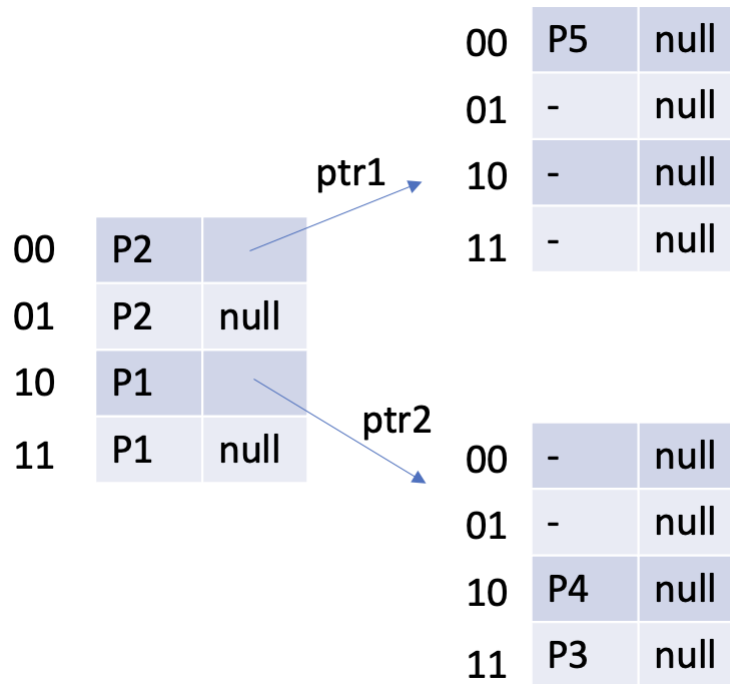 ptr1
00 P2
01 P2 null
10 P1
11 P1 null
ptr2
00 P5 null
01 - null
10 - null
11 - null
00 - null
01 - null
10 P4 null
11 P3 null